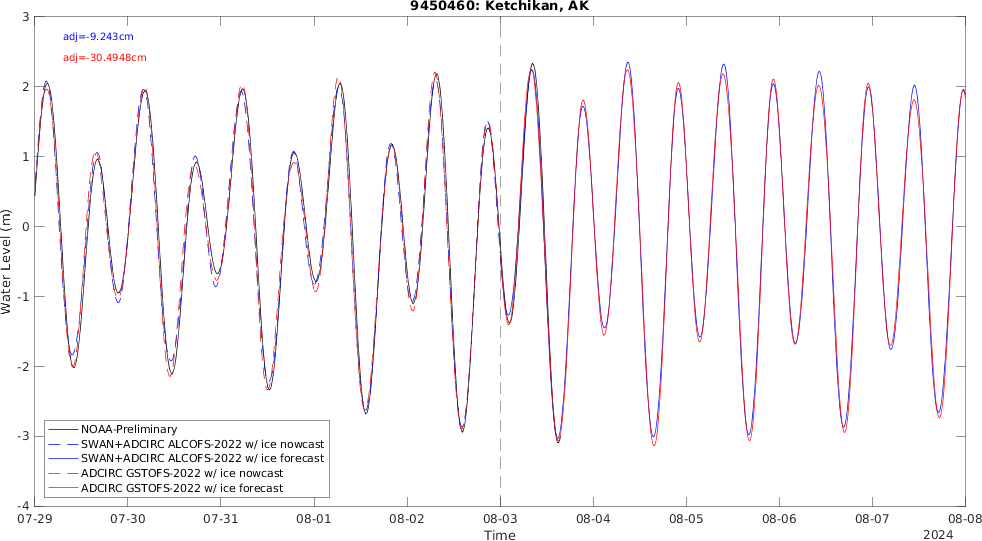 9450460: Ketchikan, AK
adj=-9.243cm
adj=-30.4948cm
3
2
1
0
-1
-2
-3
-4
Water Level (m)
NOAA-Preliminary
SWAN+ADCIRC ALCOFS-2022 w/ ice nowcast
SWAN+ADCIRC ALCOFS-2022 w/ ice forecast
ADCIRC GSTOFS-2022 w/ ice nowcast
ADCIRC GSTOFS-2022 w/ ice forecast
07-29 07-30 07-31 08-01 08-02 08-03 08-04 08-05 08-06 08-07 08-08
Time
2024